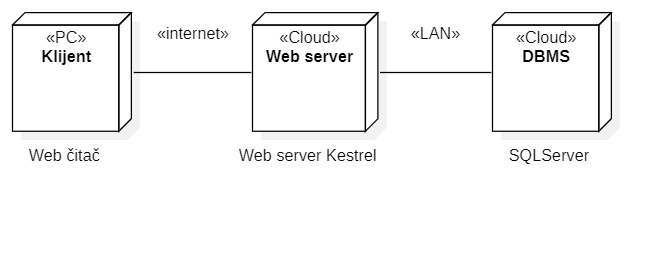 «PC»
Klijent
«internet»
«Cloud»
Web server
«LAN»
«Cloud»
DBMS
Web čitač
Web server Kestrel
SQLServer